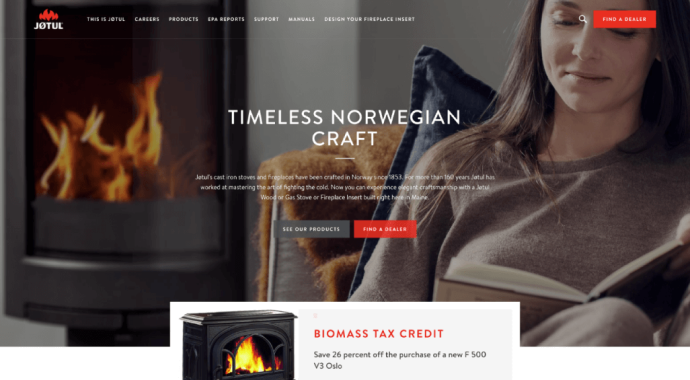 JØTUL
THIS IS JØTUL CAREERS PRODUCTS EPA REPORTS SUPPORT MANUALS DESIGN YOUR FIREPLACE INSERT
FIND A DEALER
TIMELESS NORWEGIAN
CRAFT
Jøtul's cast iron stoves and fireplaces have been crafted in Norway since 1853. For more than 160 years Jøtul has
worked at mastering the art of fighting the cold. Now you can experience elegant craftsmanship with a Jøtul
Wood or Gas Stove or Fireplace Insert built right here in Maine.
SEE OUR PRODUCTS FIND A DEALER
BIOMASS TAX CREDIT
Save 26 percent off the purchase of a new F 500
V3 Oslo